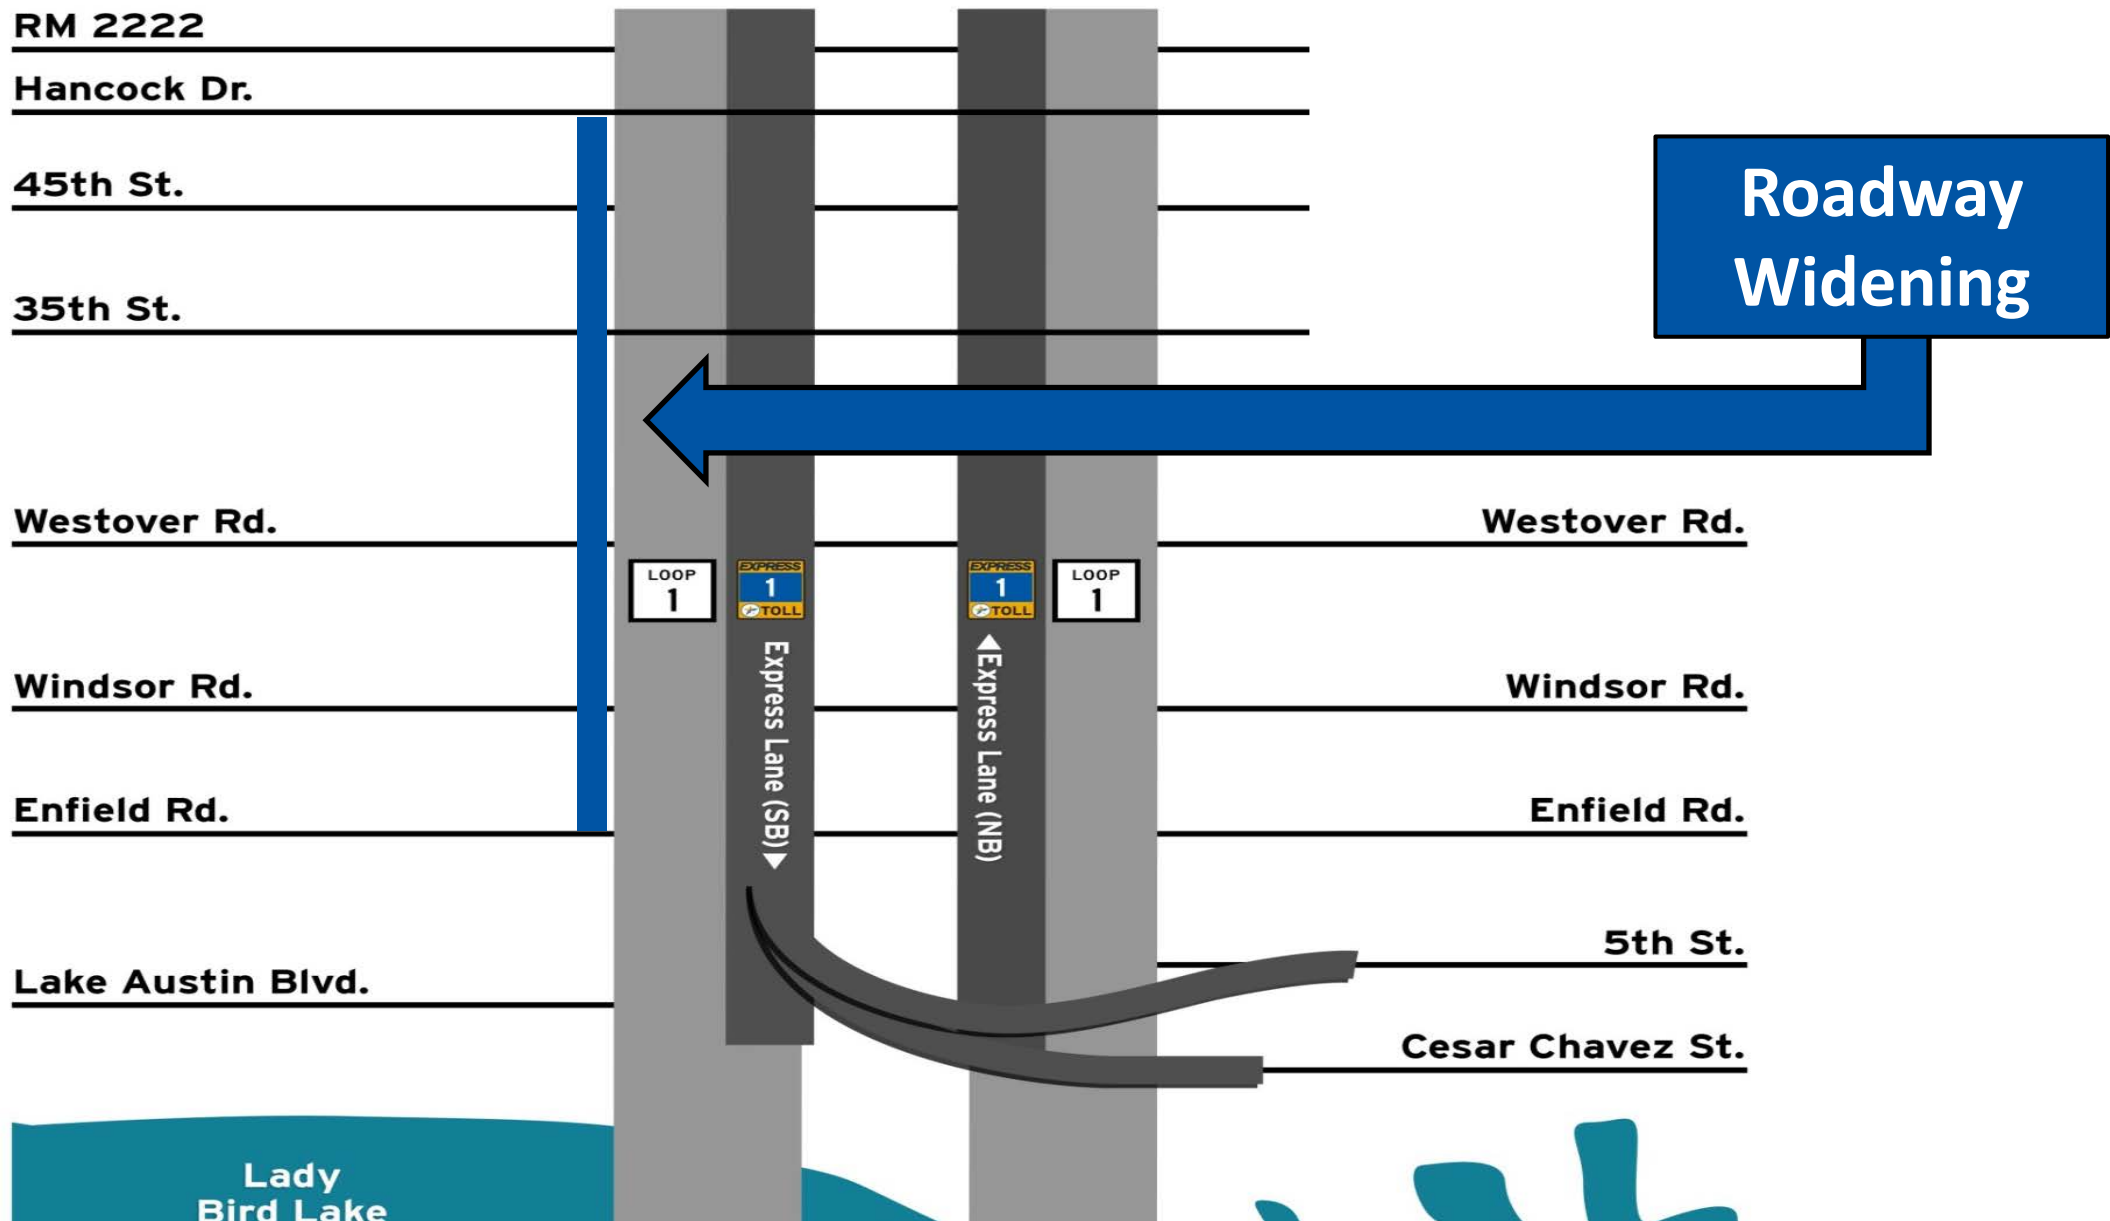 RM 2222
Hancock Dr.
45th St.
Roadway
Widening
35th St.
Westover Rd.
Westover Rd.
LOOP
1
EXPRESS
1
TOLL
EXPRESS
1
TOLL
LOOP
1
Express Lane (SB)
Express Lane (NB)
Windsor Rd.
Windsor Rd.
Enfield Rd.
Enfield Rd.
5th St.
Lake Austin Blvd.
Cesar Chavez St.
Lady
Bird Lake